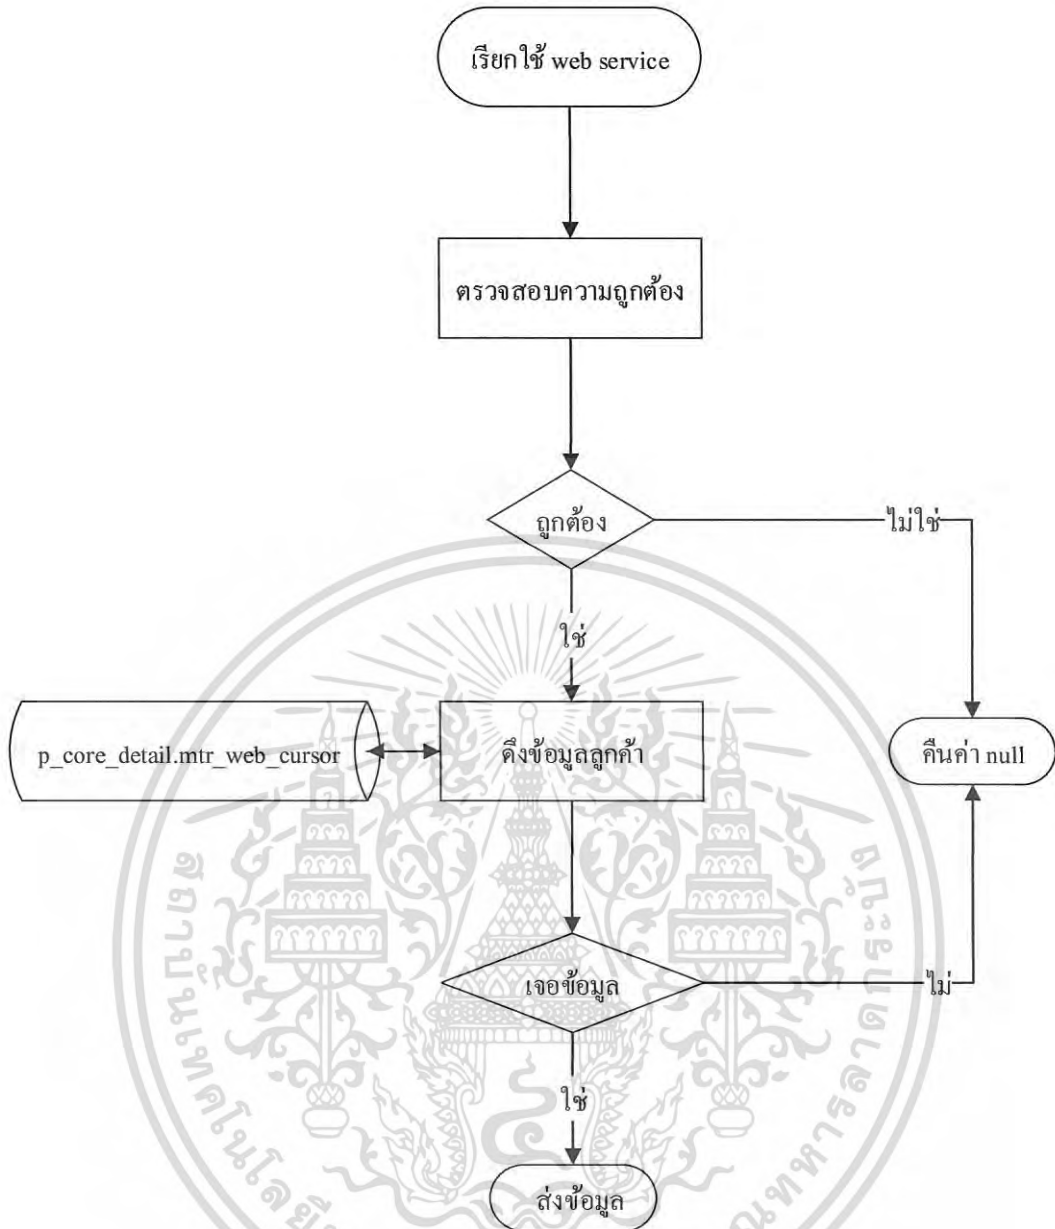 เรียกใช้ web service
ตรวจสอบความถูกต้อง
ถูกต้อง
ไม่ใช่
ใช่
p_core_detail.mtr_web_cursor
ดึงข้อมูลลูกค้า
คืนค่า null
เจอข้อมูล
ไม่
ใช่
ส่งข้อมูล